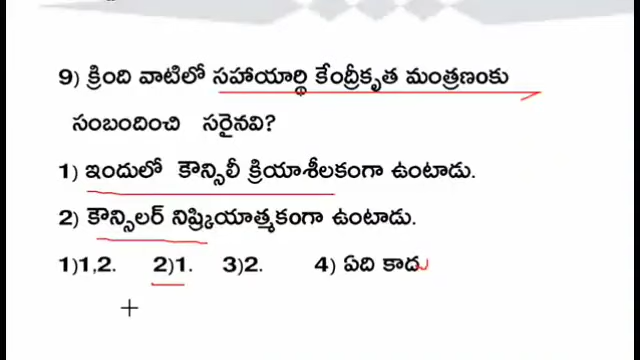 9) క్రింది వాటిలో సహాయార్థి కేంద్రీకృత మంత్రణంకు
సంబందించి సరైనవి?
1) ఇందులో కౌన్సిలీ క్రియాశీలకంగా ఉంటాడు.
2) కౌన్సిలర్ నిష్క్రియాత్మకంగా ఉంటాడు.
1)1,2. 2)1. 3)2. 4) ఏది కాదు